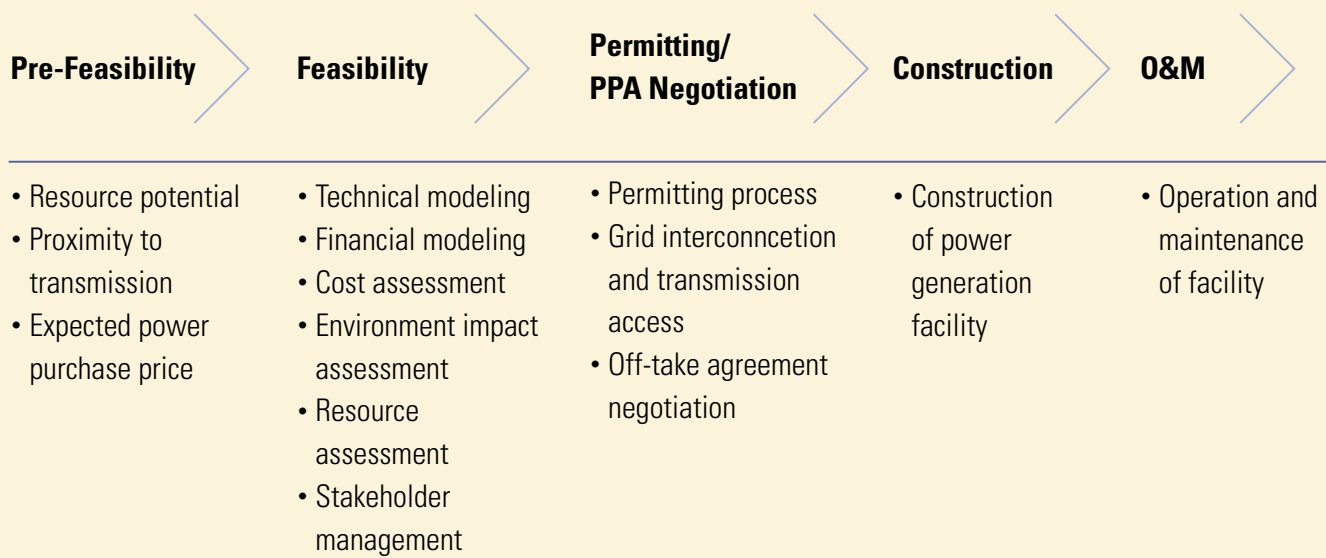 Pre-Feasibility
Feasibility
Permitting/
PPA Negotiation
Construction
O&M
• Resource potential
• Proximity to
transmission
• Expected power
purchase price
• Technical modeling
• Financial modeling
• Cost assessment
• Environment impact
assessment
• Resource
assessment
• Stakeholder
management
• Permitting process
• Grid interconncetion
and transmission
access
• Off-take agreement
negotiation
• Construction
of power
generation
facility
• Operation and
maintenance
of facility